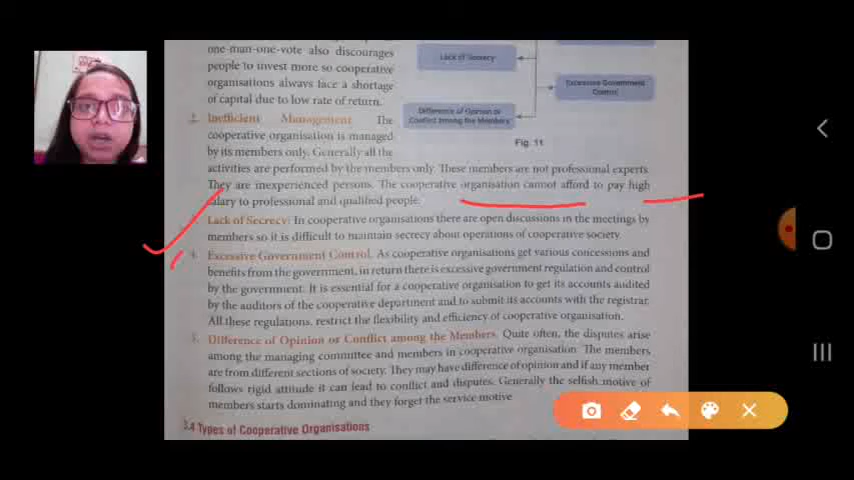 one-man-one-vote also discourages
people to invest more so cooperative
organisations always face a shortage
of capital due to low rate of return.
Inefficient Management The
cooperative organisation is managed
by its members only. Generally all the
activities are performed by the members only. These members are not professional experts.
They are inexperienced persons. The cooperative organisation cannot afford to pay high
salary to professional and qualified people.
Lack of Secrecy: In cooperative organisations there are open discussions in the meetings by
members so it is difficult to maintain secrecy about operations of cooperative society.
4. Excessive Government Control. As cooperative organisations get various concessions and
benefits from the government, in return there is excessive government regulation and control
by the government. It is essential for a cooperative organisation to get its accounts audited
by the auditors of the cooperative department and to submit its accounts with the registrar.
All these regulations, restrict the flexibility and efficiency of cooperative organisation.
Difference of Opinion or Conflict among the Members. Quite often, the disputes arise
among the managing committee and members in cooperative organisation. The members
are from different sections of society. They may have difference of opinion and if any member
follows rigid attitude it can lead to conflict and disputes. Generally the selfish motive of
members starts dominating and they forget the service motive
3.4 Types of Cooperative Organisations
Lack of Secrecy
Excessive Government
Control
Difference of Opinion or
Conflict among the Members
Fig. 11